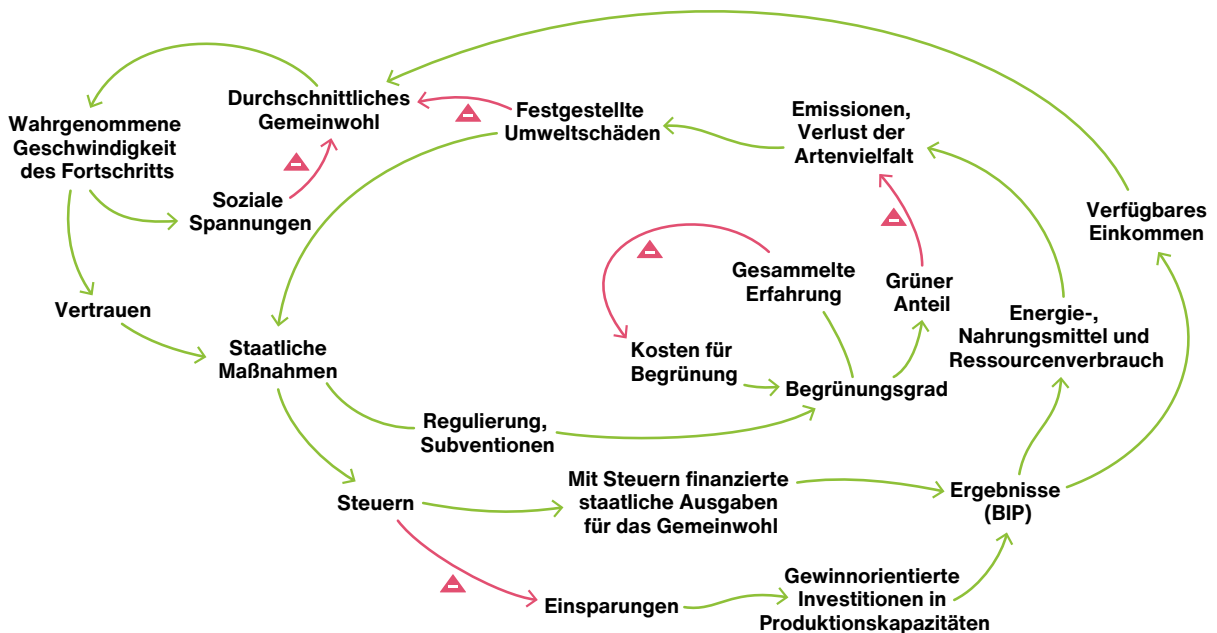 Durchschnittliches
Gemeinwohl
Festgestellte
Umweltschäden
Emissionen,
Verlust der
Artenvielfalt
Wahrgenommene
Geschwindigkeit
des Fortschritts
Soziale
Spannungen
Verfügbares
Einkommen
Gesammelte
Erfahrung
Grüner
Anteil
Vertrauen
Energie-,
Nahrungsmittel und
Ressourcenverbrauch
Staatliche
Maßnahmen
Kosten für
Begrünung
Begrünungsgrad
Regulierung,
Subventionen
Steuern
Mit Steuern finanzierte
staatliche Ausgaben
für das Gemeinwohl
Ergebnisse
(BIP)
Einsparungen
Gewinnorientierte
Investitionen in
Produktionskapazitäten